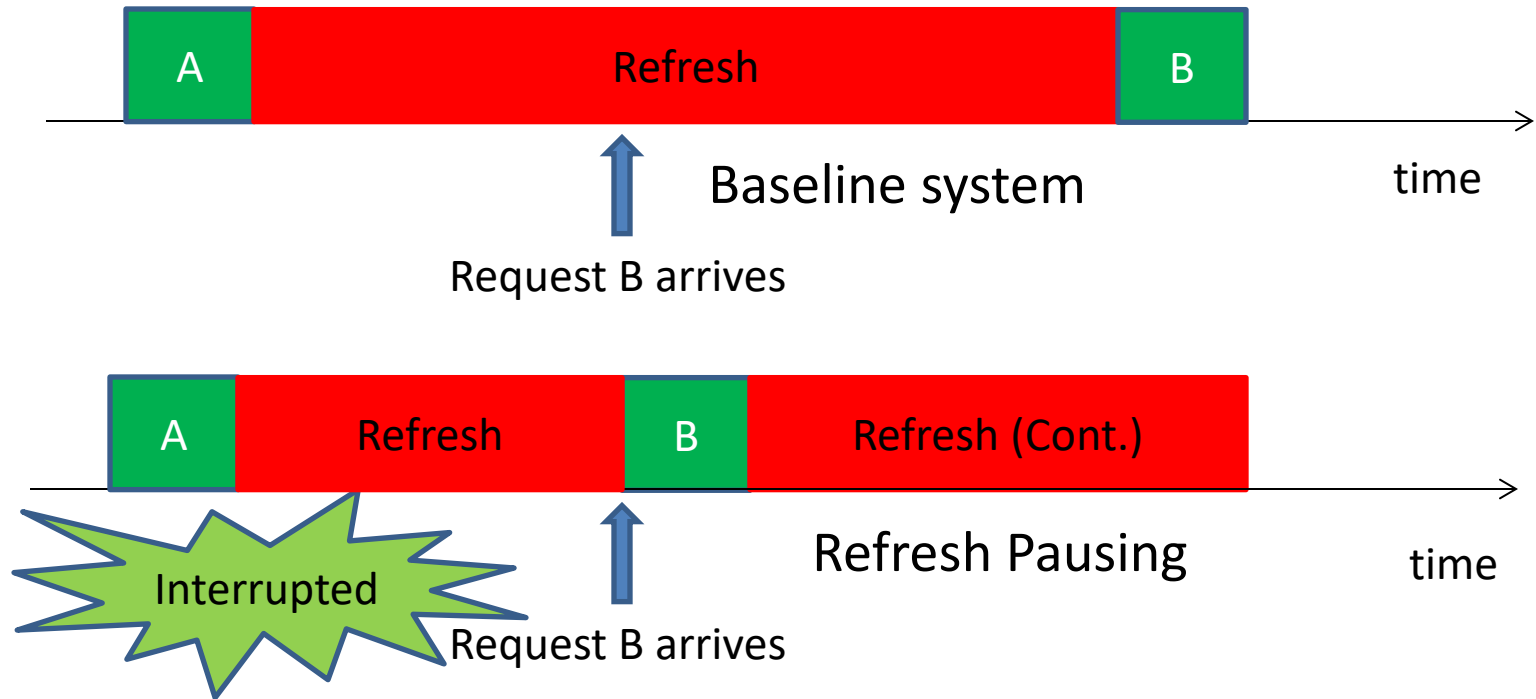 A Refresh B
Baseline system time
Request B arrives
A Refresh B Refresh (Cont.)
Refresh Pausing time
Interrupted
Request B arrives